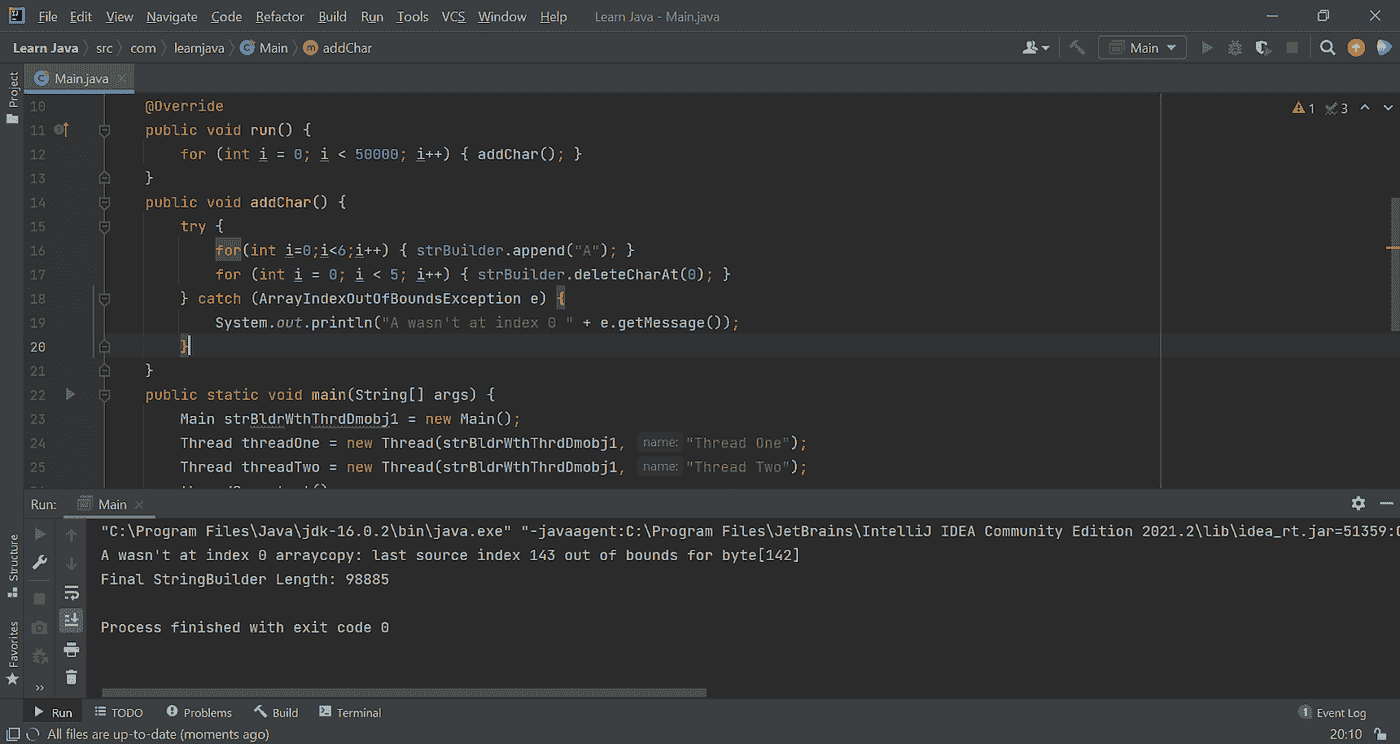 File Edit View Navigate Code Refactor Build Run Tools VCS Window Help Learn Java - Main.java
Learn Java src com learnjava Main addChar Main
Project
Main.java
1 3
10 @Override
11 public void run() {
12 for (int i = 0; i < 50000; i++) { addChar(); }
13 }
14 public void addChar() {
15 try {
16 for(int i=0;i<6;i++) { strBuilder.append("A"); }
17 for (int i = 0; i < 5; i++) { strBuilder.deleteCharAt(0); }
18 } catch (ArrayIndexOutOfBoundsException e) {
19 System.out.println("A wasn't at index 0 " + e.getMessage());
20 }
21 }
22 public static void main(String[] args) {
23 Main strBldrWthThrdDmobj1 = new Main();
24 Thread threadOne = new Thread(strBldrWthThrdDmobj1, name: "Thread One");
25 Thread threadTwo = new Thread(strBldrWthThrdDmobj1, name: "Thread Two");
Run: Main
"C:\Program Files\Java\jdk-16.0.2\bin\java.exe" "-javaagent:C:\Program Files\JetBrains\IntelliJ IDEA Community Edition 2021.2\lib\idea_rt.jar=51359:
A wasn't at index 0 arraycopy: last source index 143 out of bounds for byte[142]
Final StringBuilder Length: 98885
Process finished with exit code 0
Structure
Favorites
Run TODO Problems Build Terminal 1 Event Log
All files are up-to-date (moments ago) 20:10